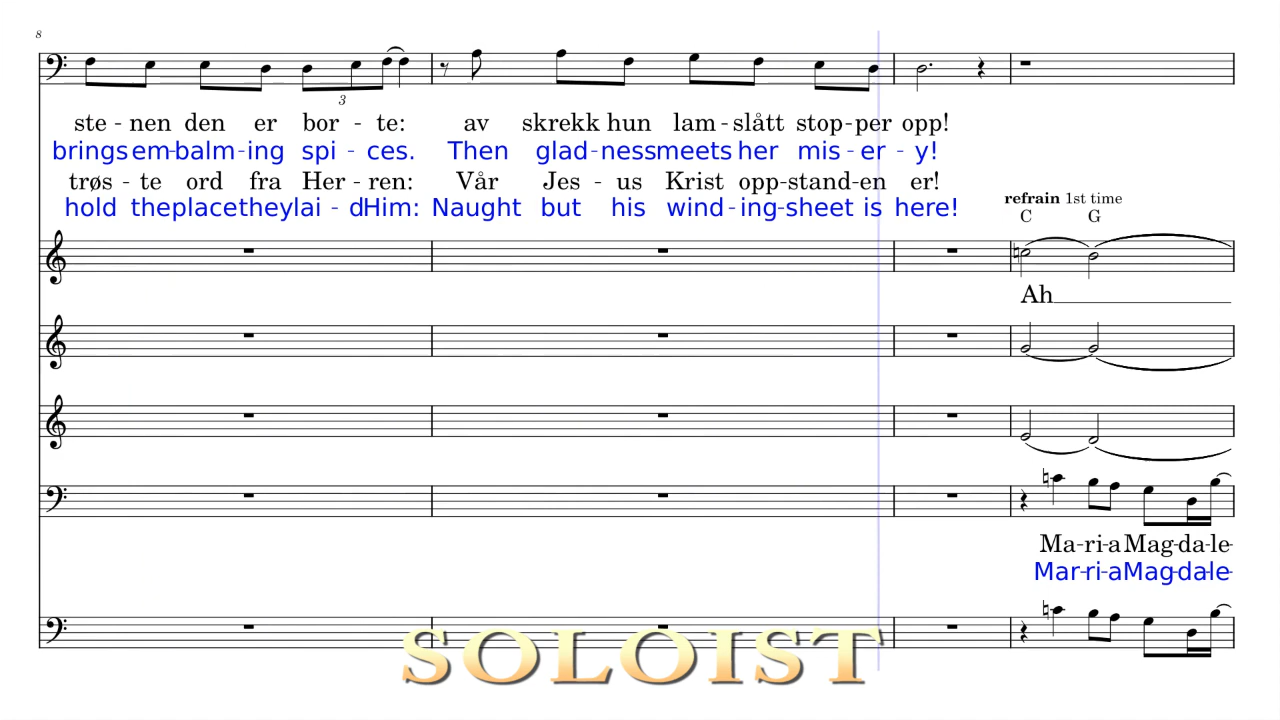 8
3
ste - nen den er bor - te: av skrekk hun lam - slått stop - per opp!
brings em - balm - ing spi - ces. Then glad - ness meets her mis - er - y!
trøs - te ord fra Her - ren: Vår Jes - us Krist opp - stand - en er!
hold the place they lai - d Him: Naught but his wind - ing - sheet is here!
refrain 1st time
C G
Ah
Ma - ri - a Mag - da - le -
Mar - ri - a Mag - da - le -
SOLOIST